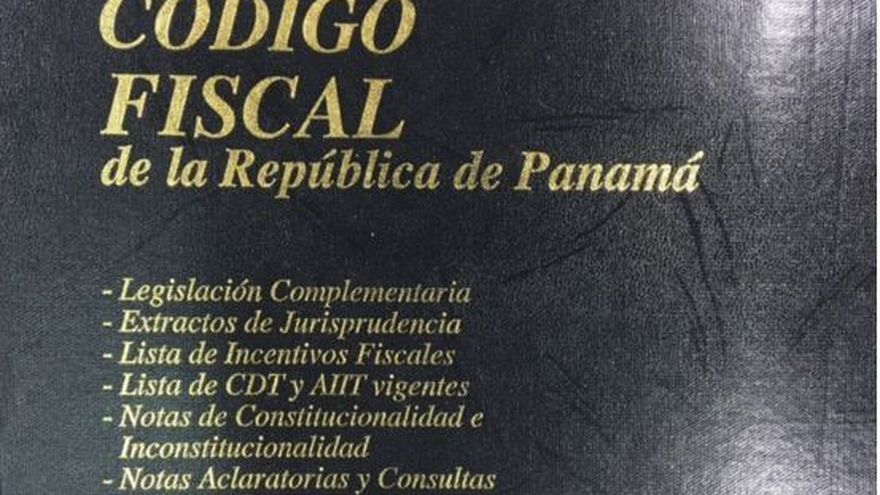 CÓDIGO
FISCAL
de la República de Panamá
- Legislación Complementaria
- Extractos de Jurisprudencia
- Lista de Incentivos Fiscales
- Lista de CDT y AIIT vigentes
- Notas de Constitucionalidad e
Inconstitucionalidad
- Notas Aclaratorias y Consultas